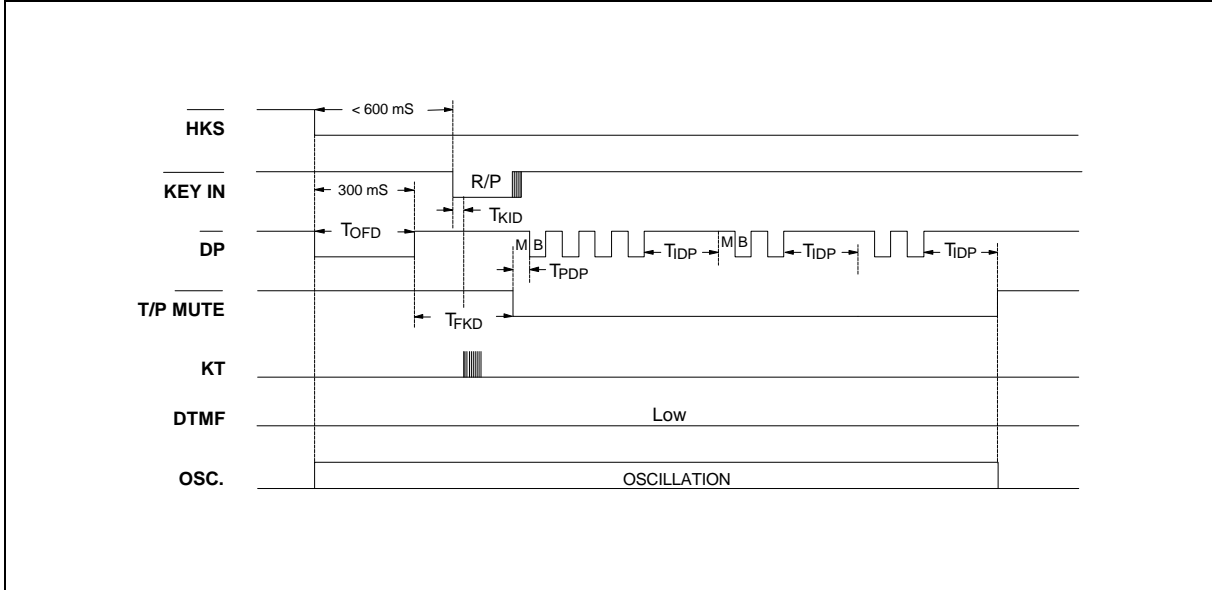 < 600 mS
HKS
KEY IN
R/P
300 mS
TKID
DP
TOFD
M B
TIDP
M B
TIDP
TIDP
TPDP
T/P MUTE
TFKD
KT
DTMF
Low
OSC.
OSCILLATION